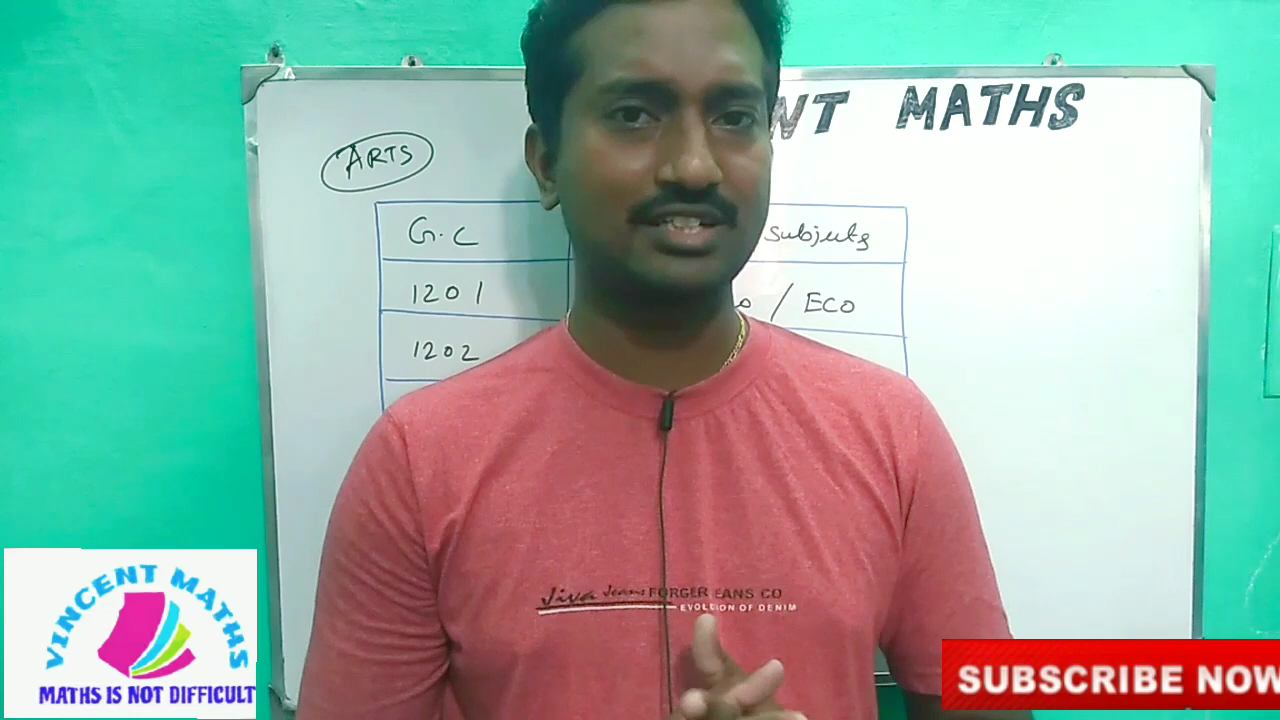 NT MATHS
ARTS
G.C
Subjects
1201
/ ECO
1202
Jiva Jeans FORGER EANS CO
EVOLUTION OF DENIM
VINCENT MATHS
MATHS IS NOT DIFFICULT
SUBSCRIBE NOW